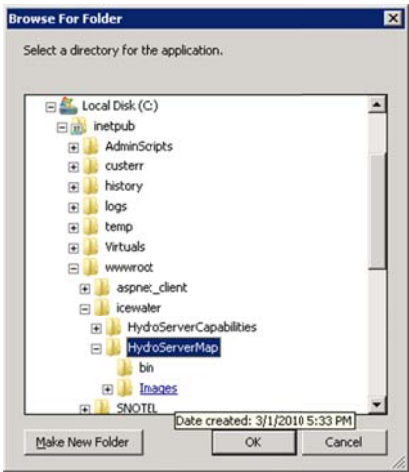 Browse For Folder
Select a directory for the application.
Local Disk (C:)
inetpub
AdminScripts
custerr
history
logs
temp
Virtuals
wwwroot
aspnet_client
icewater
HydroServerCapabilities
HydroServerMap
bin
Images
SNOTEL
Date created: 3/1/2010 5:33 PM
Make New Folder
OK
Cancel